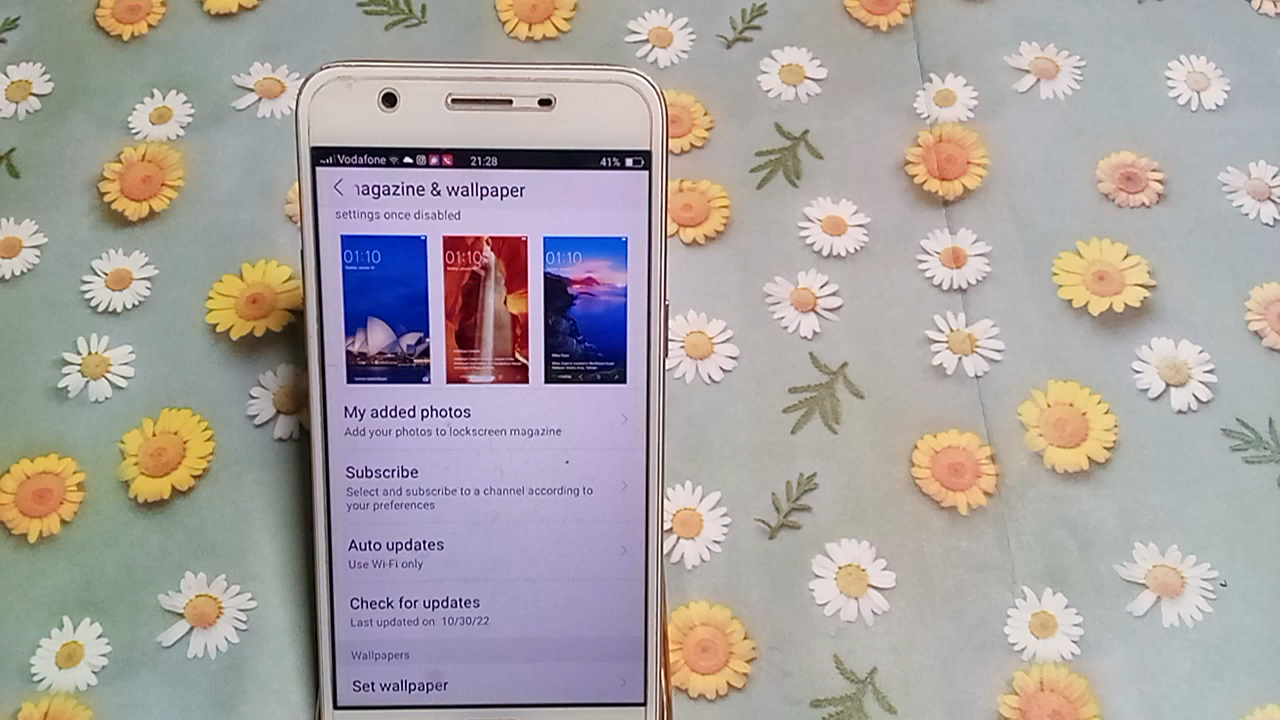 Vodafone 21:28 41%
agazine & wallpaper
settings once disabled
01:10 01:10 01:10
My added photos
Add your photos to lockscreen magazine
Subscribe
Select and subscribe to a channel according to
your preferences
Auto updates
Use Wi-Fi only
Check for updates
Last updated on: 10/30/22
Wallpapers
Set wallpaper